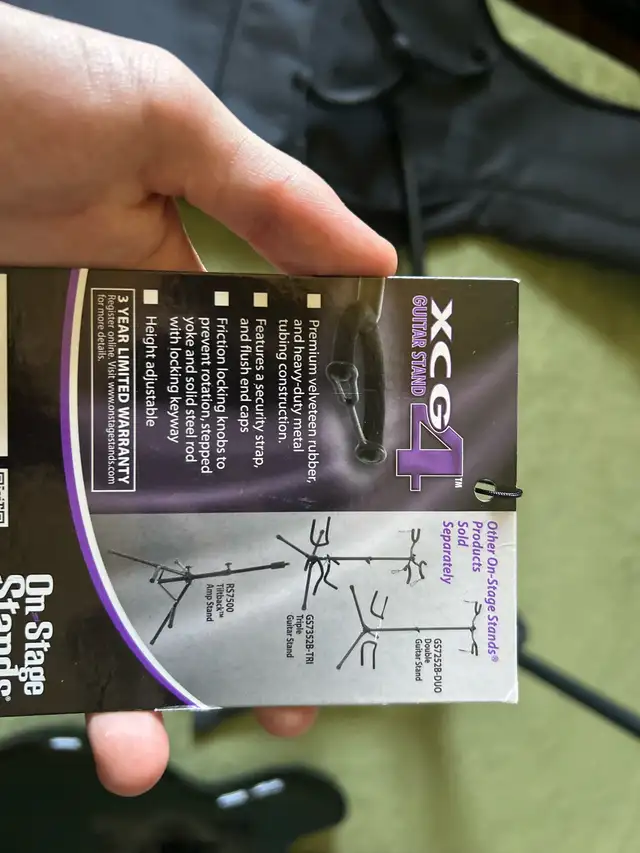 XCG4™
GUITAR STAND
Premium velveteen rubber,
and heavy-duty metal
tubing construction.
Features a security strap,
and flush end caps
Friction locking knobs to
prevent rotation, stepped
yoke and solid steel rod
with locking keyway
Height adjustable
3 YEAR LIMITED WARRANTY
Register online. Visit www.onstagestands.com
for more details.
Other On-Stage Stands®
Products
Sold
Separately
GS7252B-DUO
Double
Guitar Stand
GS7352B-TRI
Triple
Guitar Stand
RS7500
Tiltback™
Amp Stand
On-Stage
Stands®